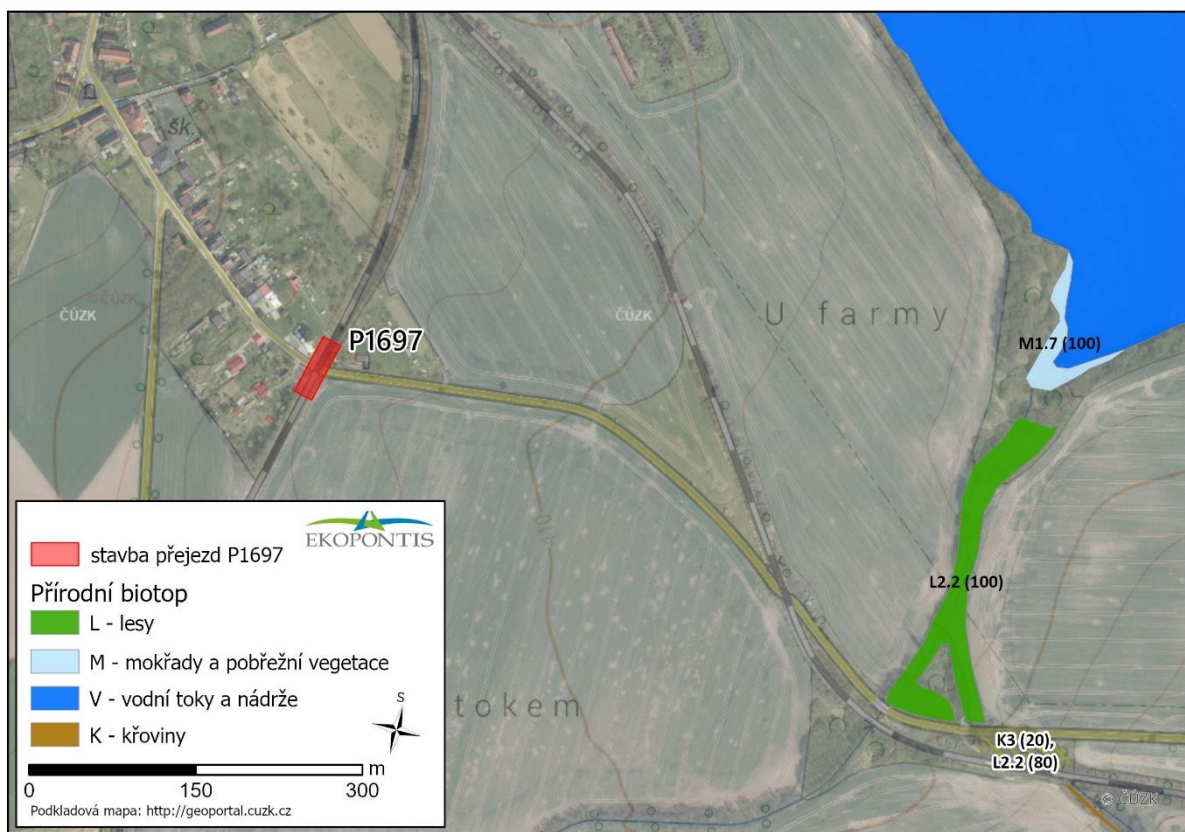 šk.
P1697
© ČÚZK
ČÚZK
ČÚZK
U farmy
M1.7 (100)
L2.2 (100)
tokem
K3 (20),
L2.2 (80)
© ČÚZK
EKOPONTIS
stavba přejezd P1697
Přírodní biotop
L - lesy
M - mokřady a pobřežní vegetace
V - vodní toky a nádrže
K - křoviny
S
m
0 150 300
Podkladová mapa: http://geoportal.cuzk.cz